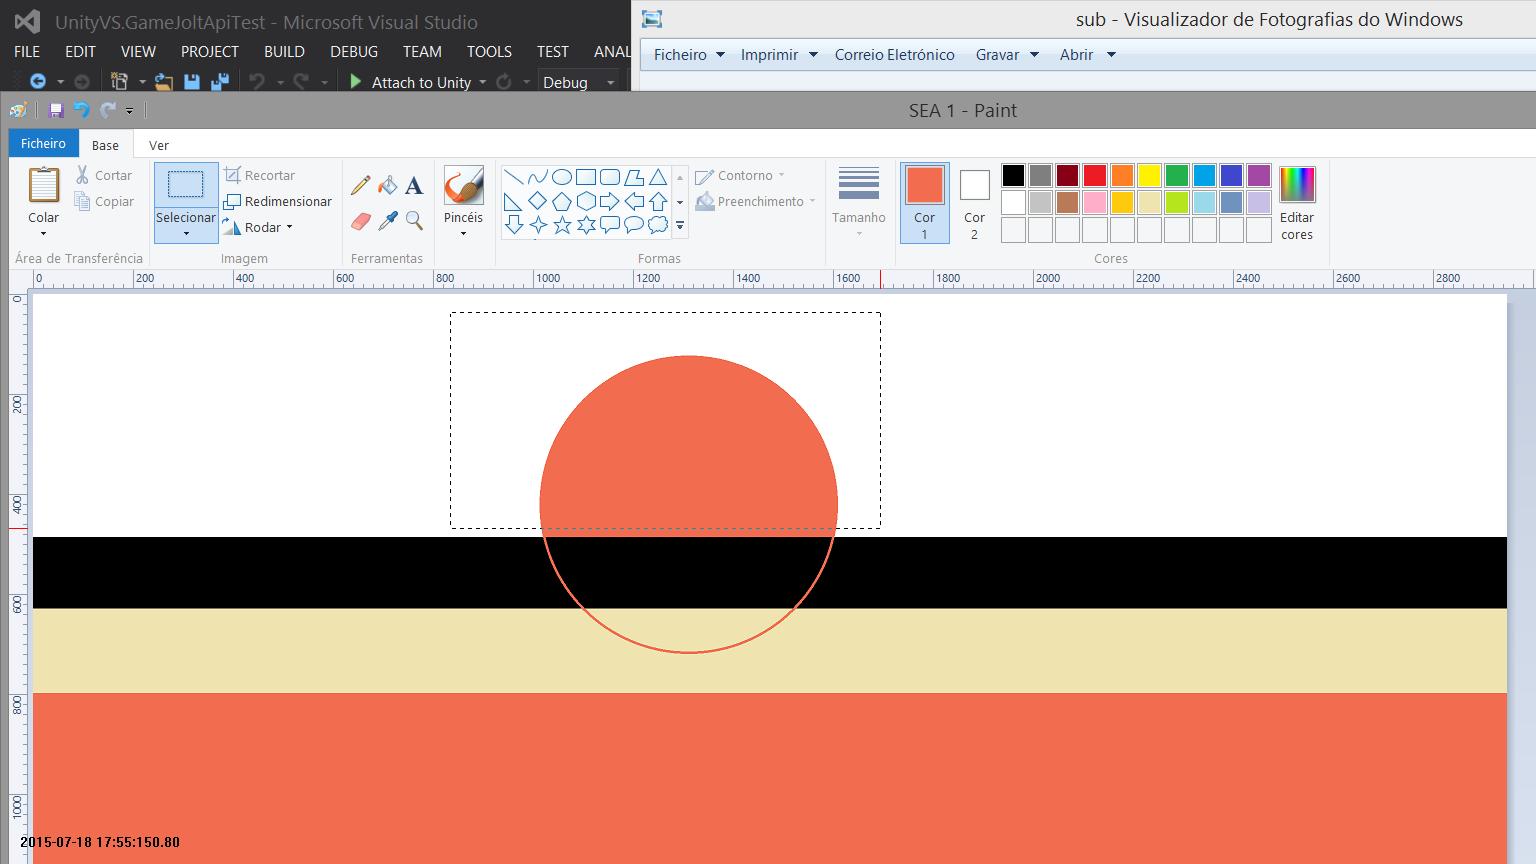 UnityVS.GameJoltApiTest - Microsoft Visual Studio
sub - Visualizador de Fotografias do Windows
FILE EDIT VIEW PROJECT BUILD DEBUG TEAM TOOLS TEST ANAL
Ficheiro Imprimir Correio Eletrónico Gravar Abrir
Attach to Unity Debug
SEA 1 - Paint
Ficheiro Base Ver
Colar
Cortar
Copiar
Área de Transferência
Selecionar
Recortar
Redimensionar
Rodar
Imagem
A
Ferramentas
Pincéis
Contorno
Preenchimento
Formas
Tamanho
Cor
1
Cor
2
Editar
cores
Cores
0 200 400 600 800 1000 1200 1400 1600 1800 2000 2200 2400 2600 2800
0
200
400
600
800
1000
2015-07-18 17:55:150.80